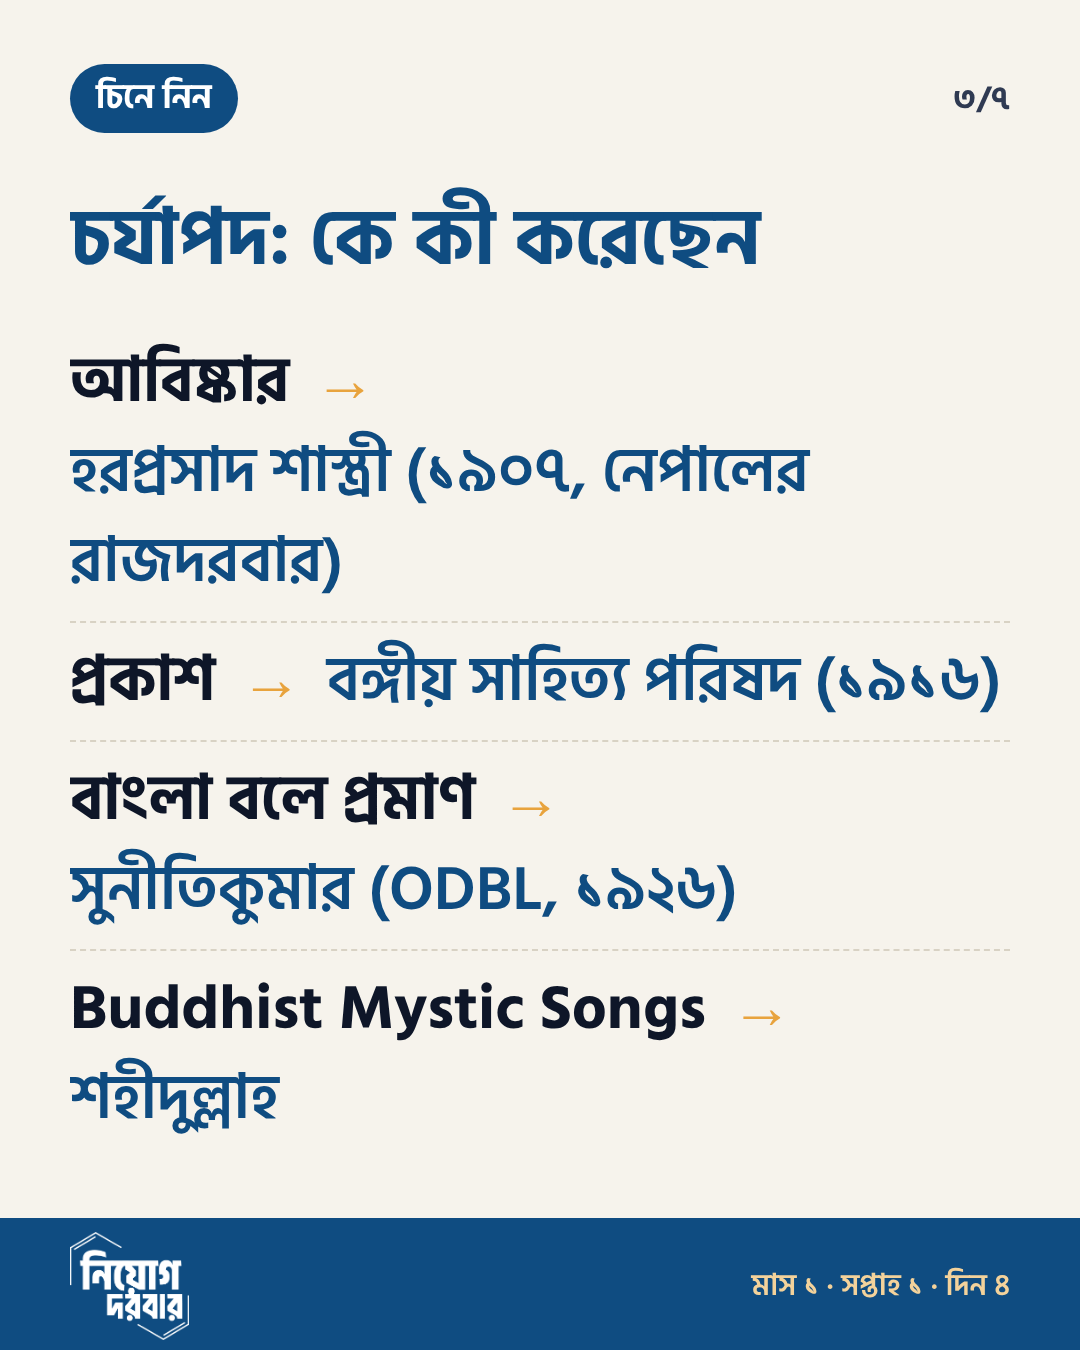 চিনে নিন
৩/৭
চর্যাপদ: কে কী করেছেন
আবিষ্কার →
হরপ্রসাদ শাস্ত্রী (১৯০৭, নেপালের
রাজদরবার)
প্রকাশ → বঙ্গীয় সাহিত্য পরিষদ (১৯১৬)
বাংলা বলে প্রমাণ →
সুনীতিকুমার (ODBL, ১৯২৬)
Buddhist Mystic Songs →
শহীদুল্লাহ
নিয়োগ
দরবার
মাস ১ · সপ্তাহ ১ · দিন ৪